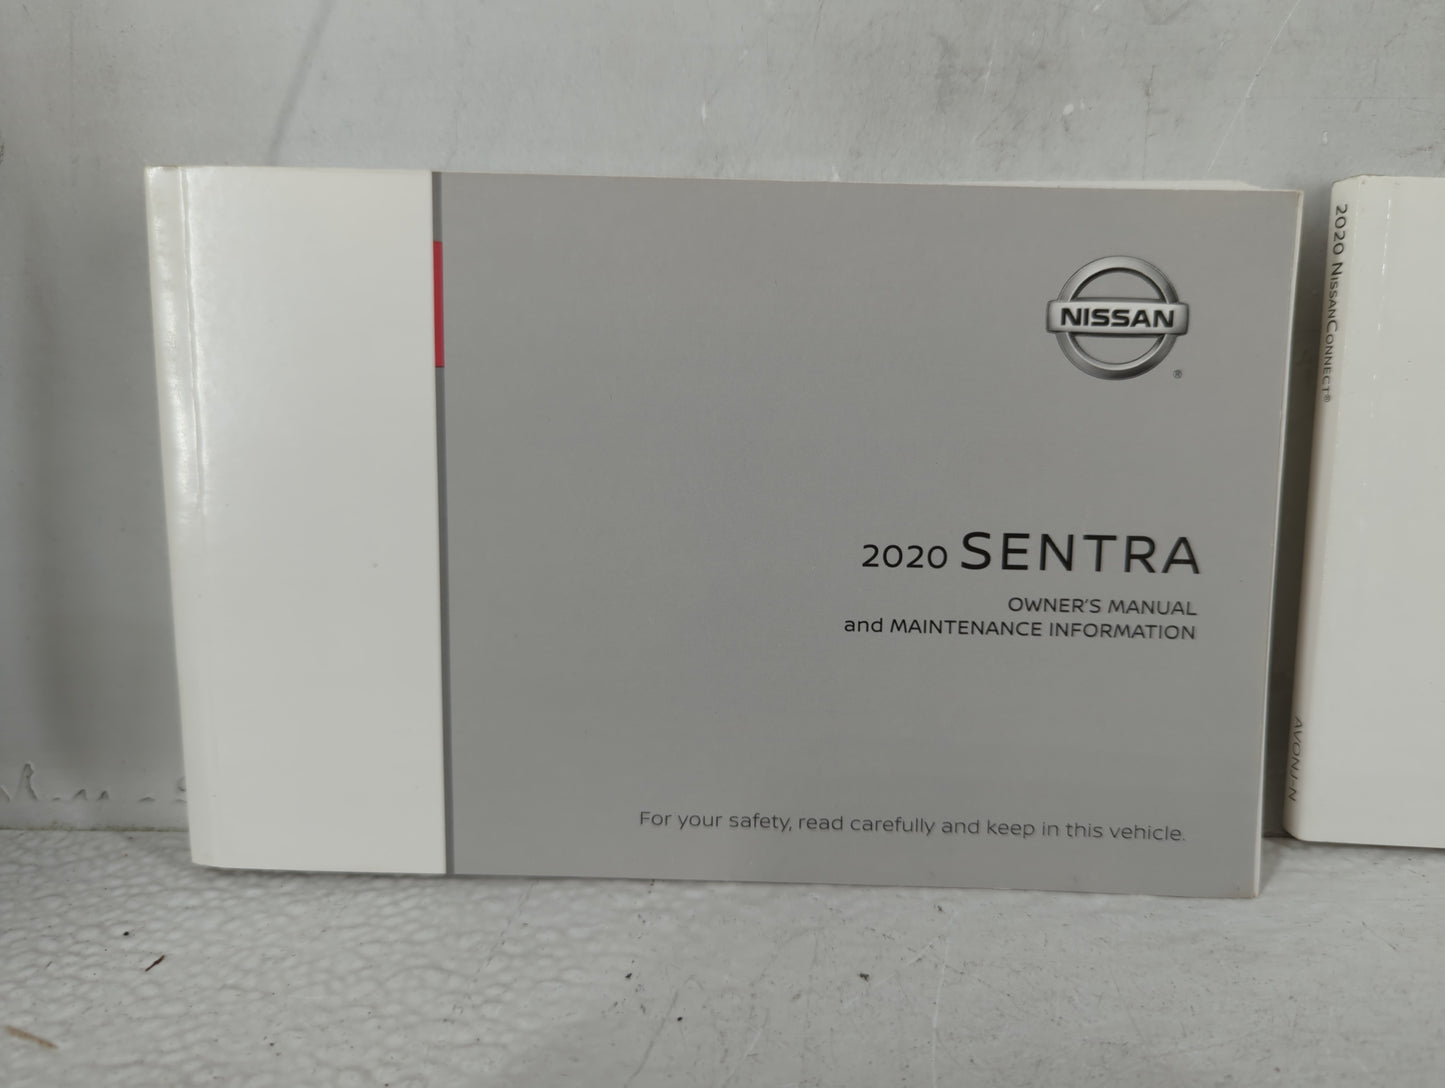 NISSAN
®
2020 SENTRA
OWNER'S MANUAL
and MAINTENANCE INFORMATION
For your safety, read carefully and keep in this vehicle.
2020 NISSANCONNECT®
AVONJ-N